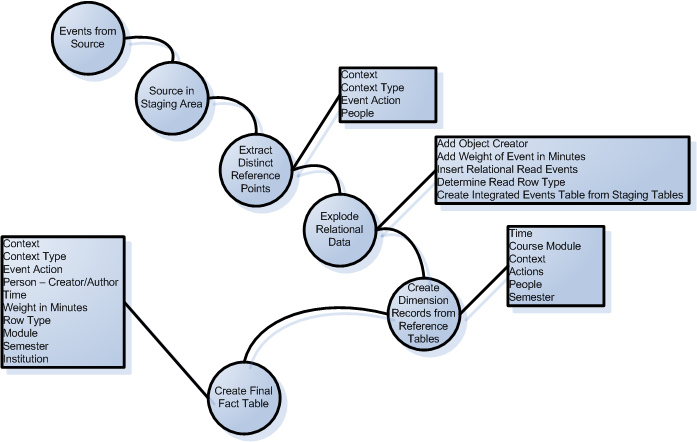 Events from
Source
Source in
Staging Area
Extract
Distinct
Reference
Points
Context
Context Type
Event Action
People
Explode
Relational
Data
Add Object Creator
Add Weight of Event in Minutes
Insert Relational Read Events
Determine Read Row Type
Create Integrated Events Table from Staging Tables
Create
Dimension
Records from
Reference
Tables
Time
Course Module
Context
Actions
People
Semester
Create Final
Fact Table
Context
Context Type
Event Action
Person – Creator/Author
Time
Weight in Minutes
Row Type
Module
Semester
Institution